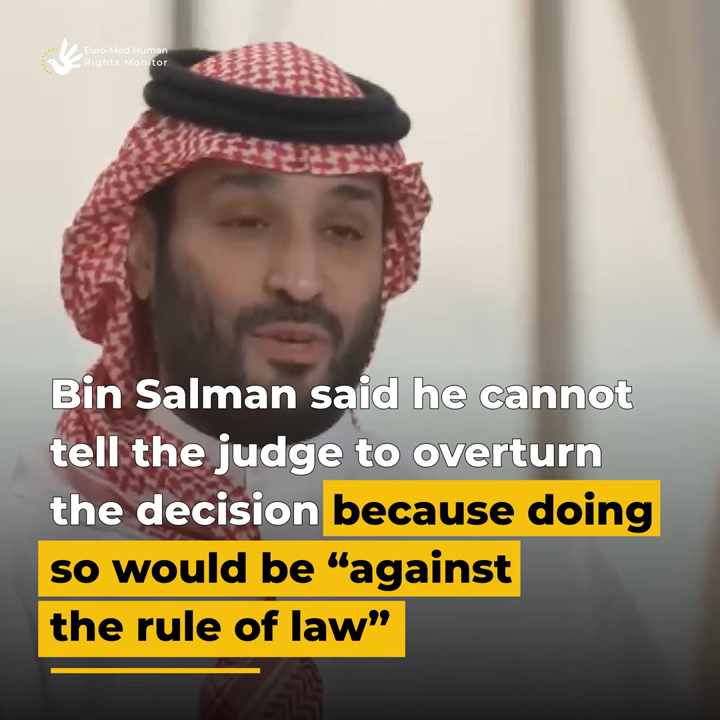 Euro-Med Human
Rights Monitor
Bin Salman said he cannot
tell the judge to overturn
the decision because doing
so would be “against
the rule of law”